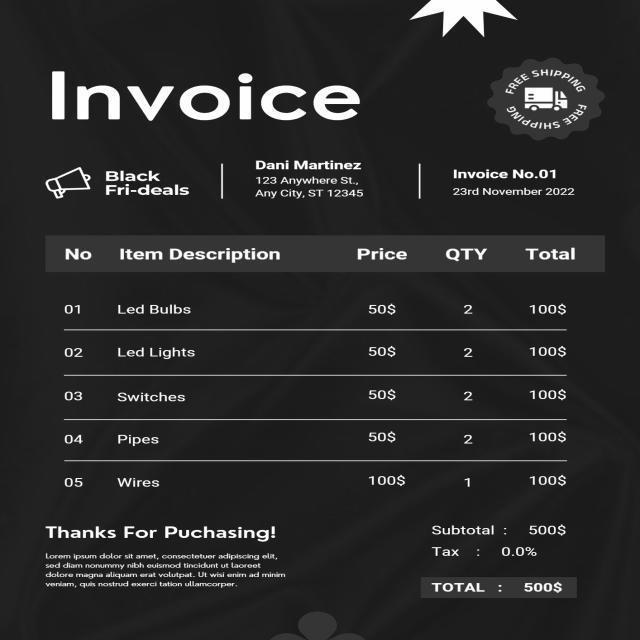 Invoice
FREE SHIPPING
FREE SHIPPING
Black
Fri-deals
Dani Martinez
123 Anywhere St.,
Any City, ST 12345
Invoice No.01
23rd November 2022
No Item Description Price QTY Total
01 Led Bulbs 50$ 2 100$
02 Led Lights 50$ 2 100$
03 Switches 50$ 2 100$
04 Pipes 50$ 2 100$
05 Wires 100$ 1 100$
Thanks For Puchasing!
Lorem ipsum dolor sit amet, consectetuer adipiscing elit,
sed diam nonummy nibh euismod tincidunt ut laoreet
dolore magna aliquam erat volutpat. Ut wisi enim ad minim
veniam, quis nostrud exerci tation ullamcorper.
Subtotal : 500$
Tax : 0.0%
TOTAL : 500$